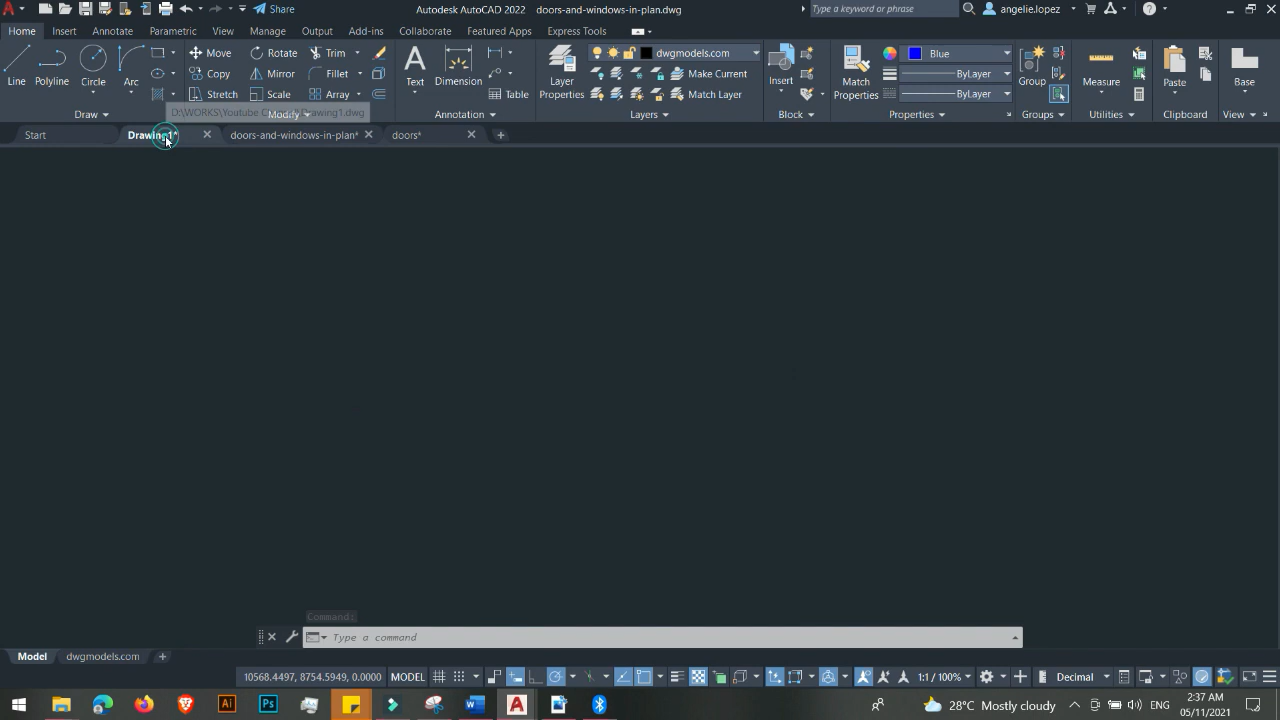 Share
Autodesk AutoCAD 2022 doors-and-windows-in-plan.dwg
Type a keyword or phrase
angelie.lopez
Home Insert Annotate Parametric View Manage Output Add-ins Collaborate Featured Apps Express Tools
Line
Polyline
Circle
Arc
Move
Rotate
Trim
Copy
Mirror
Fillet
Stretch
Scale
Array
Text
Dimension
Table
Layer
Properties
dwgmodels.com
Make Current
Match Layer
Insert
Match
Properties
Blue
ByLayer
ByLayer
Group
Measure
Paste
Base
Draw
Modify
Annotation
Layers
Block
Properties
Groups
Utilities
Clipboard
View
Start
Drawing1*
doors-and-windows-in-plan*
doors*
Command:
Type a command
Model
dwgmodels.com
10568.4497, 8754.5949, 0.0000
MODEL
1:1 / 100%
Decimal
28°C Mostly cloudy
ENG
2:37 AM
05/11/2021